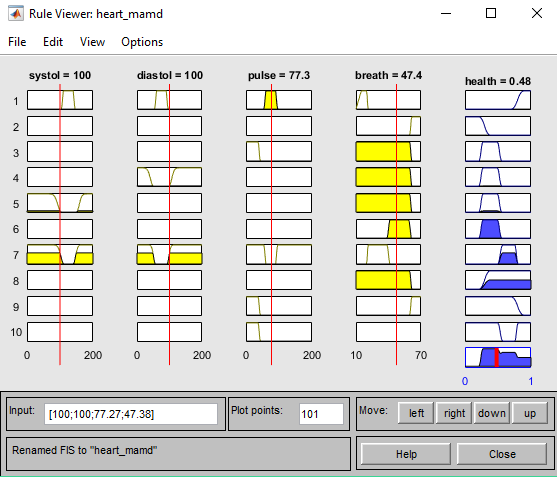 Rule Viewer: heart_mamd
File Edit View Options
systol = 100 diastol = 100 pulse = 77.3 breath = 47.4 health = 0.48
1
2
3
4
5
6
7
8
9
10
0 200 0 200 0 200 10 70
0 1
Input: [100;100;77.27;47.38] Plot points: 101 Move: left right down up
Renamed FIS to "heart_mamd" Help Close